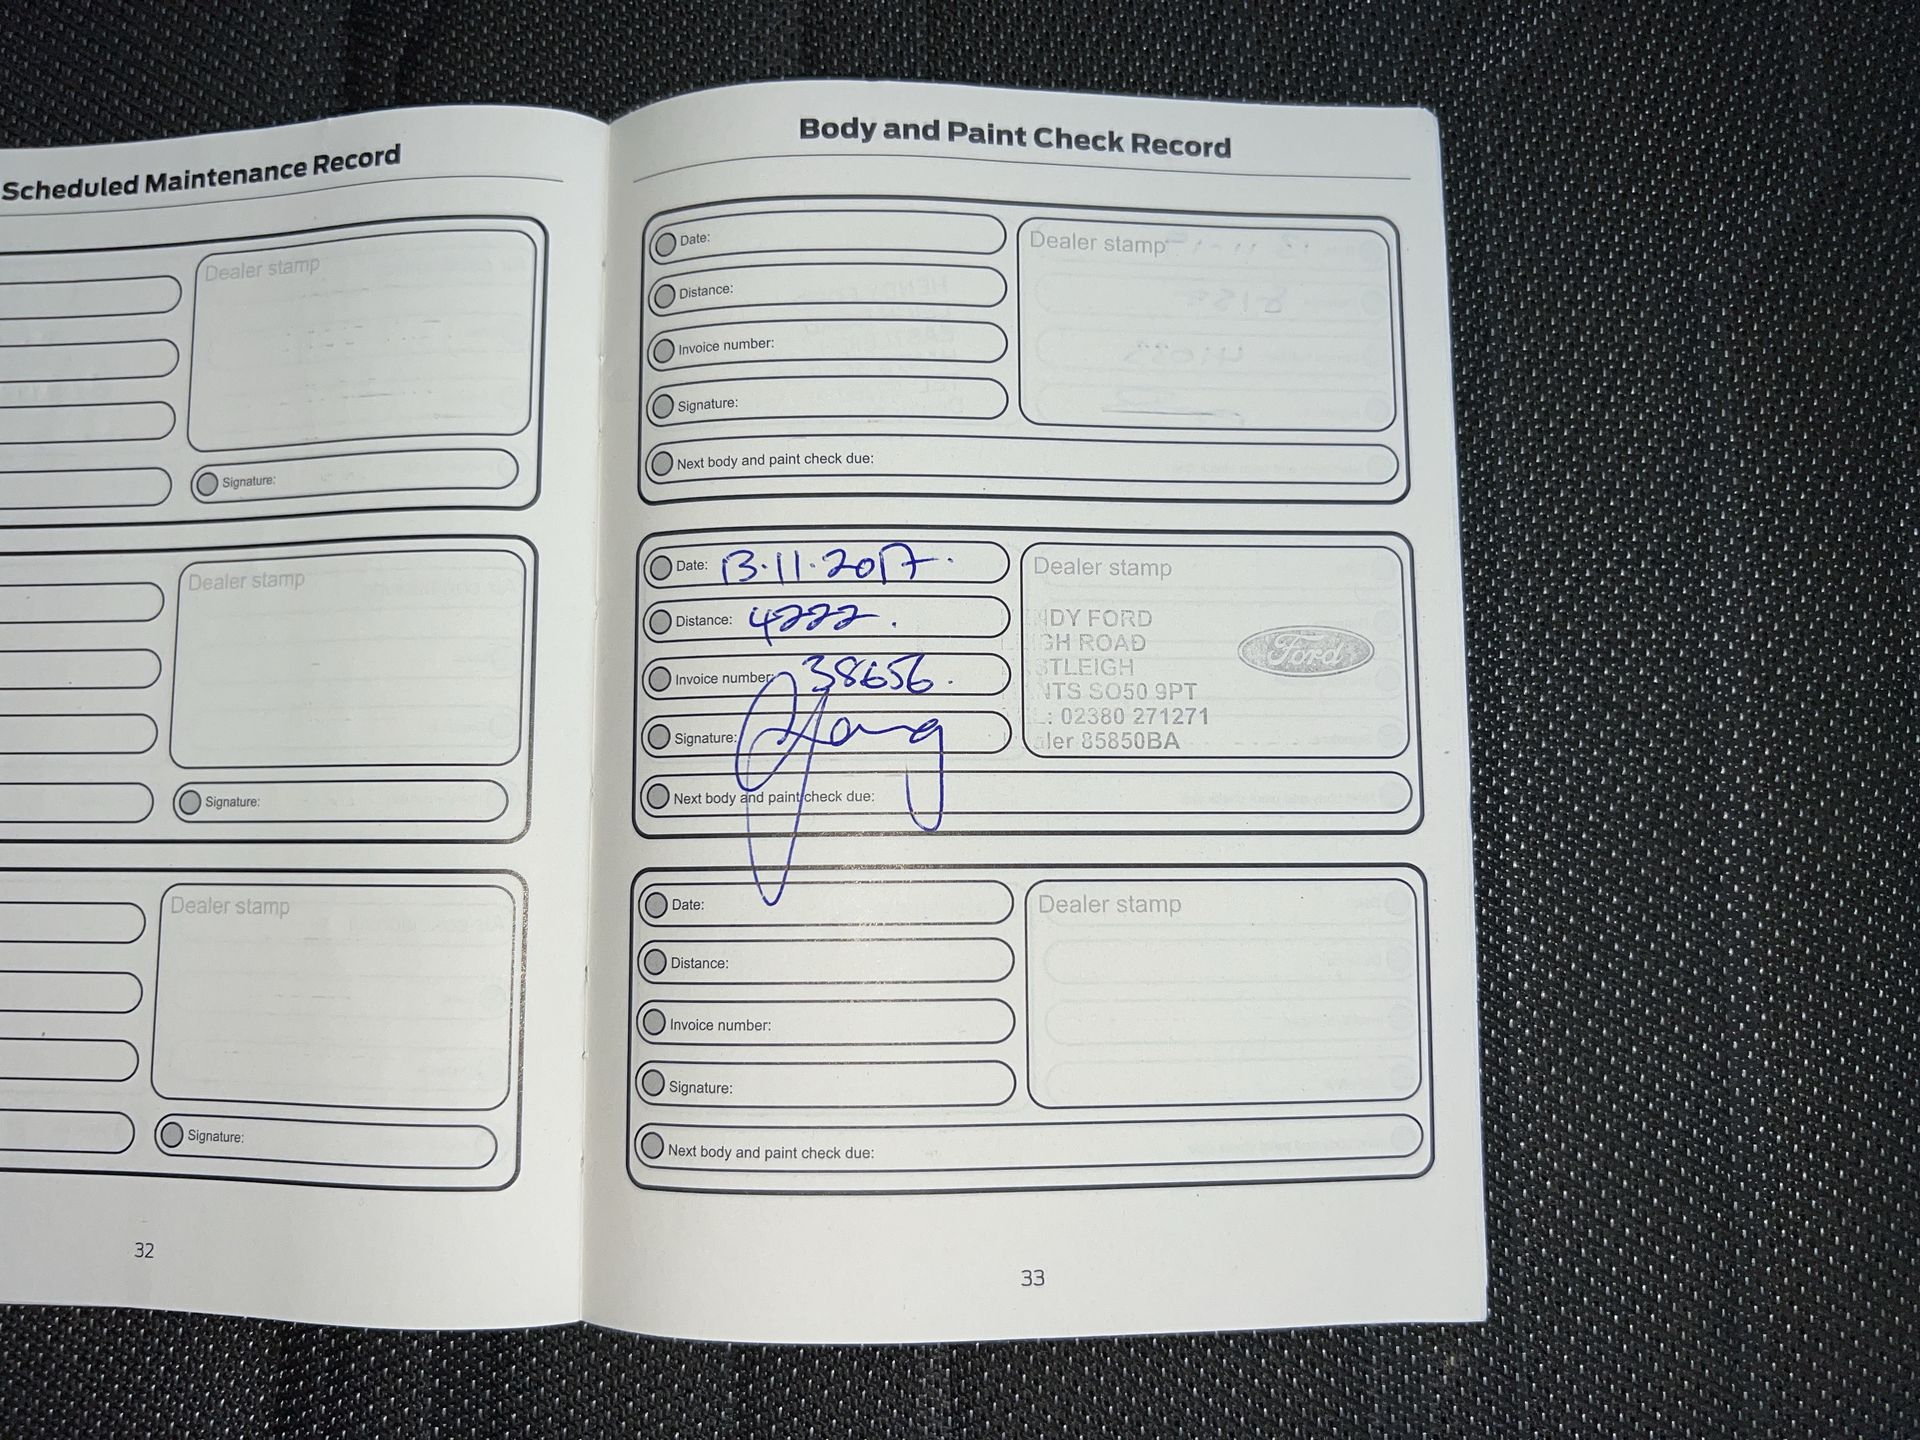 Scheduled Maintenance Record
Dealer stamp
Signature:
Dealer stamp
Signature:
Dealer stamp
Signature:
32
Body and Paint Check Record
Date:
Distance:
Invoice number:
Signature:
Next body and paint check due:
Dealer stamp
Date: 13.11.2017.
Distance: 4222.
Invoice number: 38656.
Signature:
Next body and paint check due:
Dealer stamp
NDY FORD
GH ROAD
STLEIGH
NTS SO50 9PT
: 02380 271271
aler 85850BA
Ford
Date:
Distance:
Invoice number:
Signature:
Next body and paint check due:
Dealer stamp
33